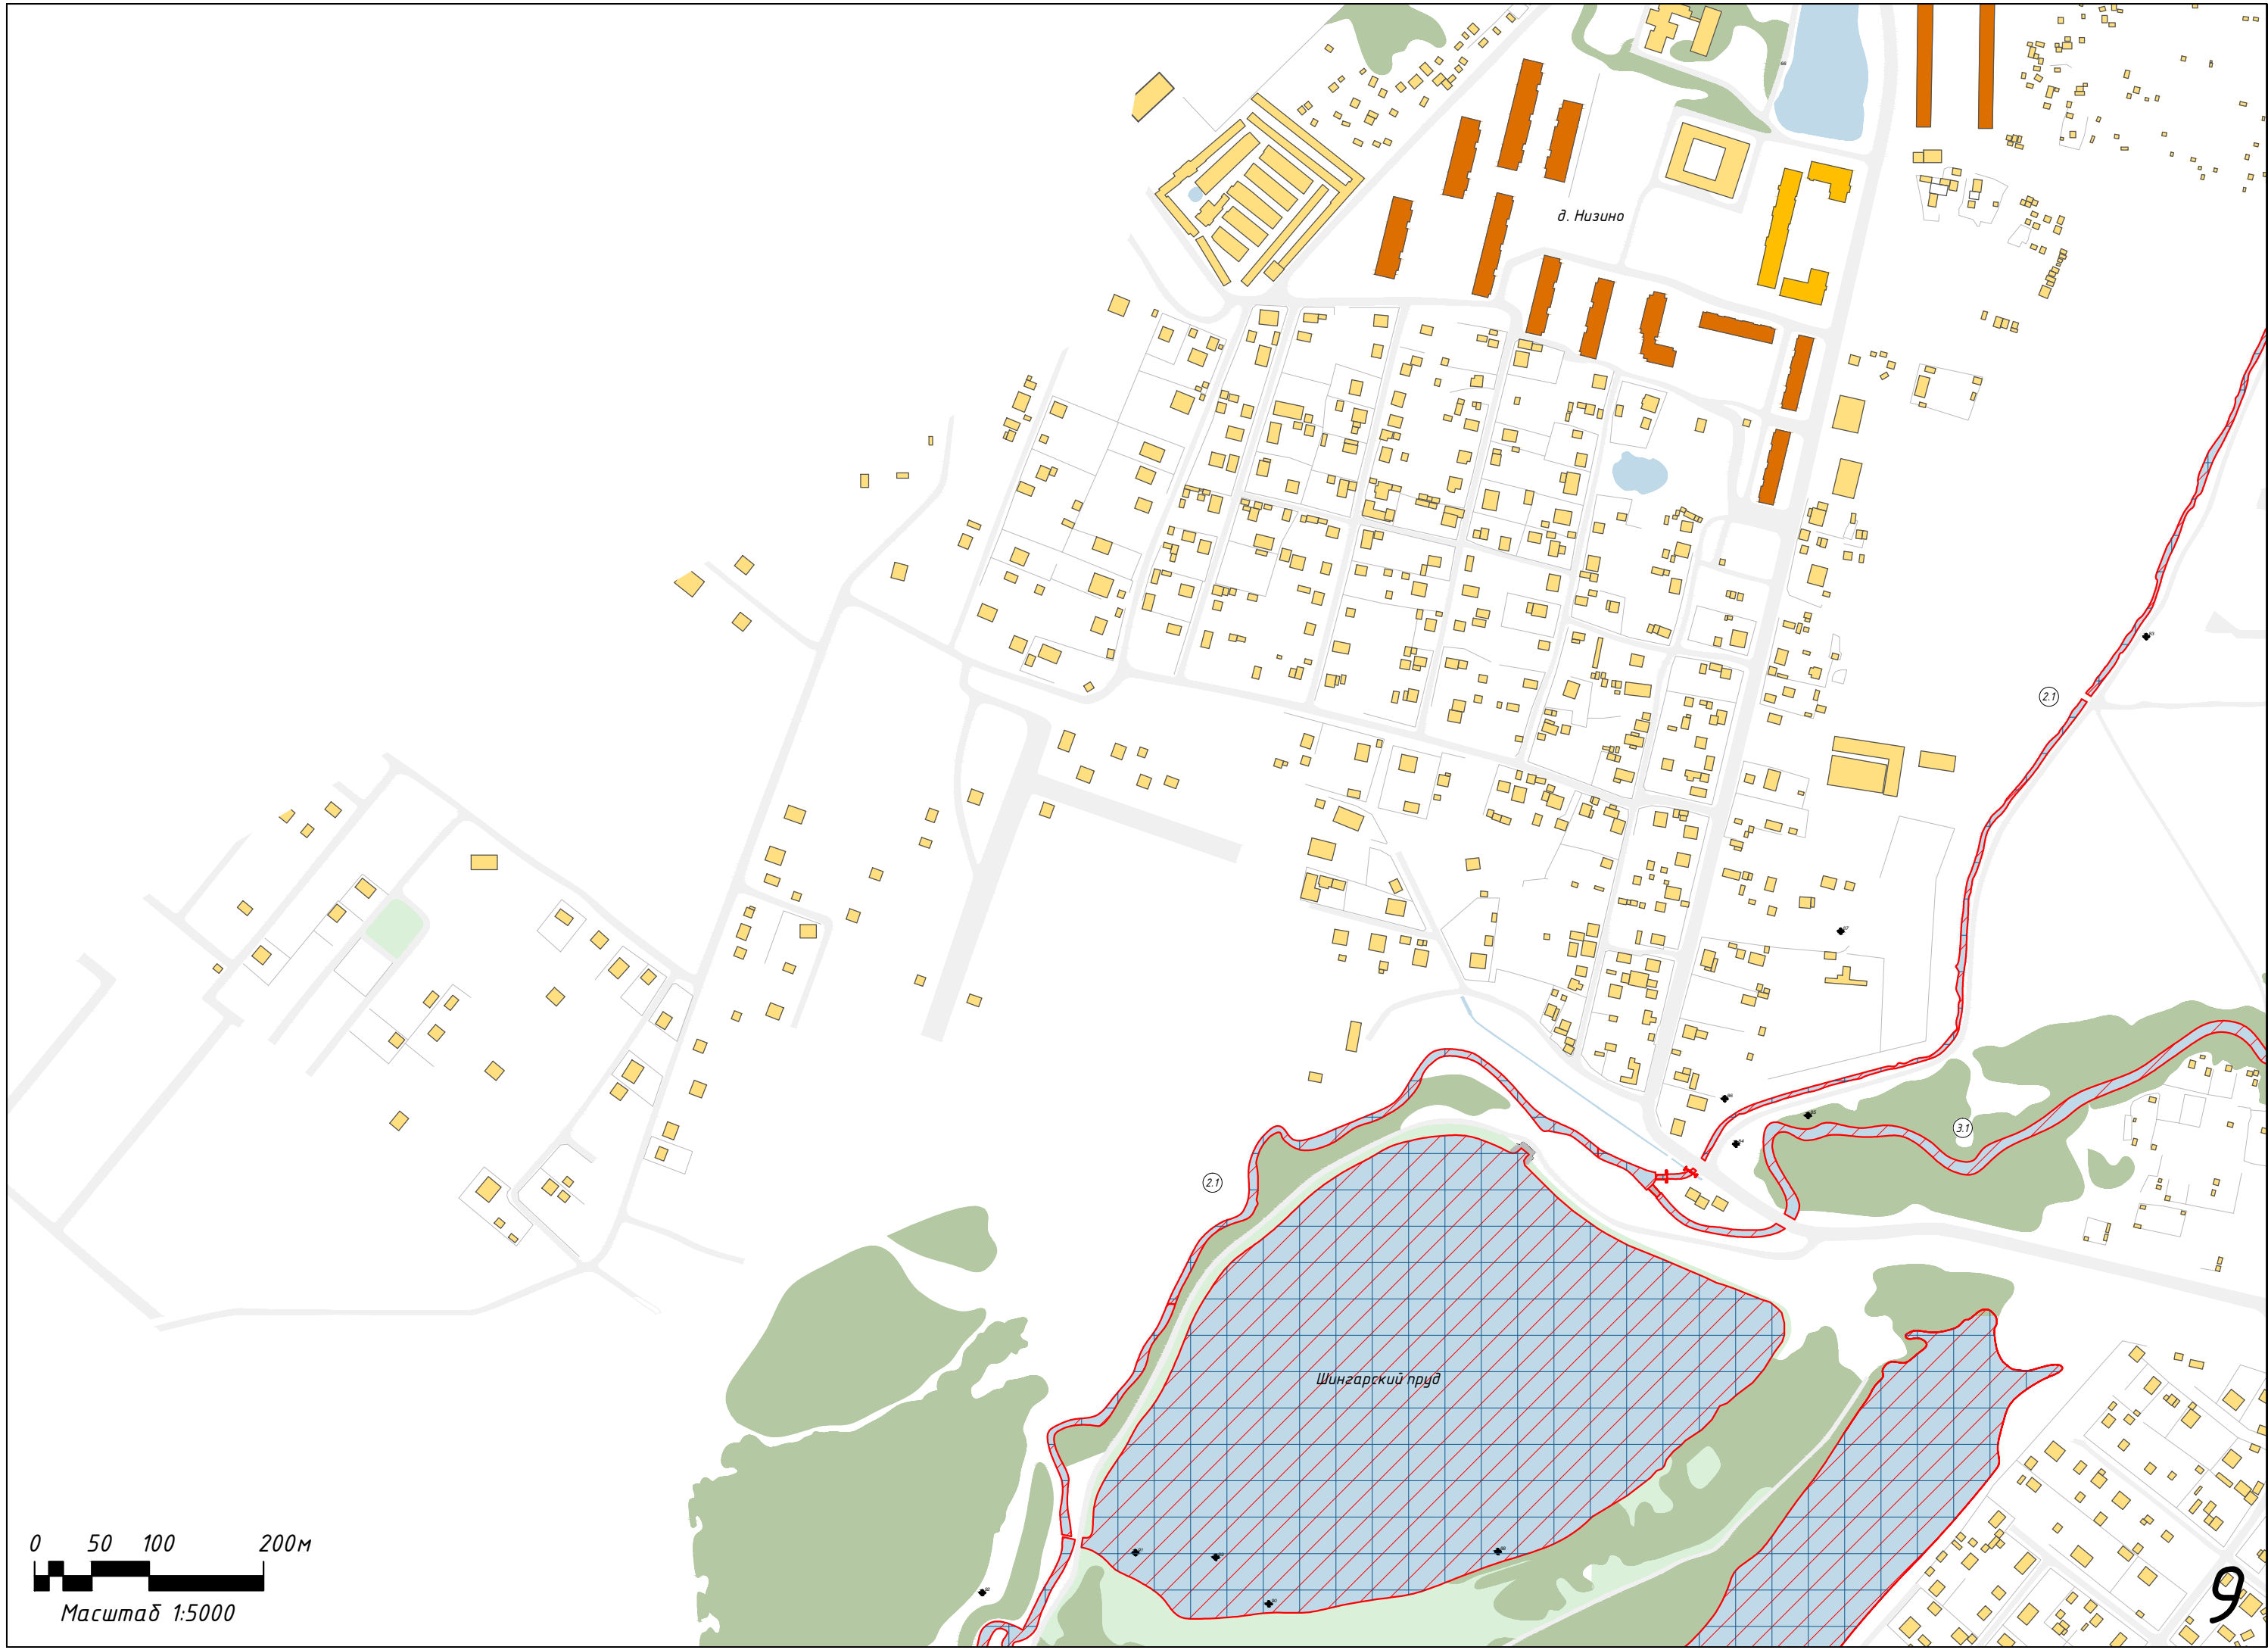 д. Низино
2.1
3.1
2.1
Шингарский пруд
0 50 100 200м
Масштаб 1:5000
9